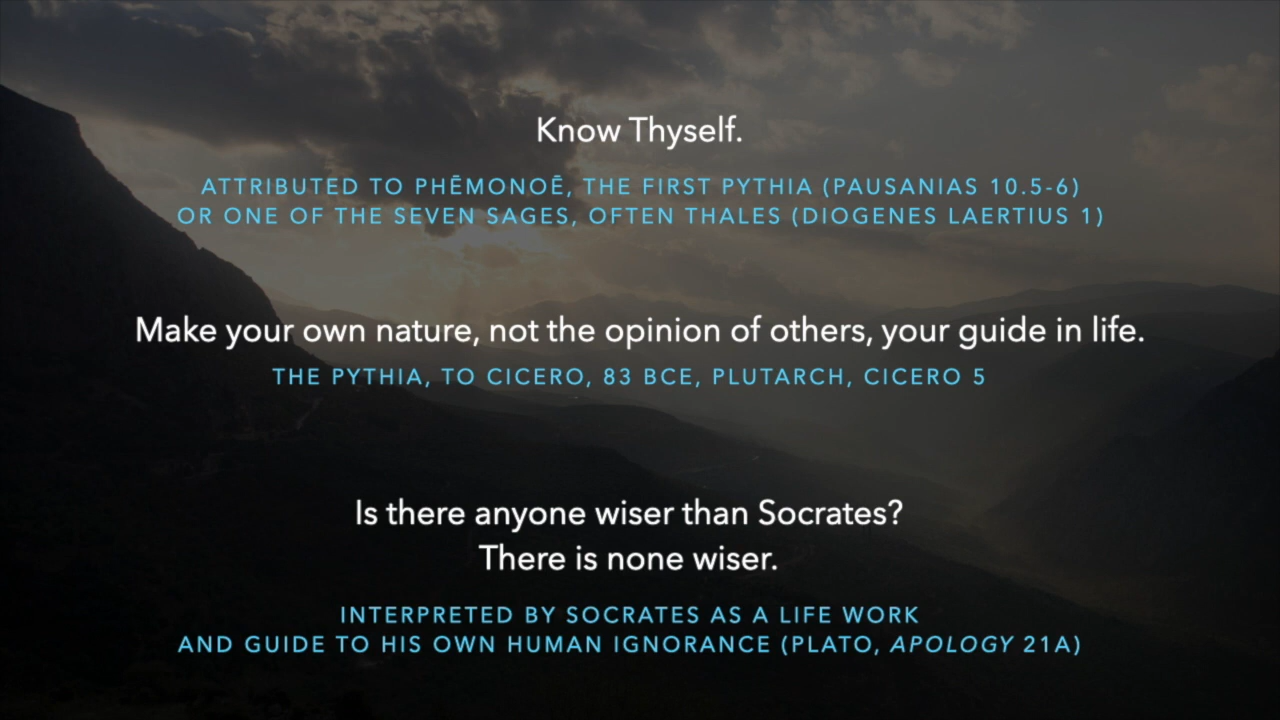 Know Thyself.
ATTRIBUTED TO PHĒMONOĒ, THE FIRST PYTHIA (PAUSANIAS 10.5-6)
OR ONE OF THE SEVEN SAGES, OFTEN THALES (DIOGENES LAERTIUS 1)
Make your own nature, not the opinion of others, your guide in life.
THE PYTHIA, TO CICERO, 83 BCE, PLUTARCH, CICERO 5
Is there anyone wiser than Socrates?
There is none wiser.
INTERPRETED BY SOCRATES AS A LIFE WORK
AND GUIDE TO HIS OWN HUMAN IGNORANCE (PLATO, APOLOGY 21A)